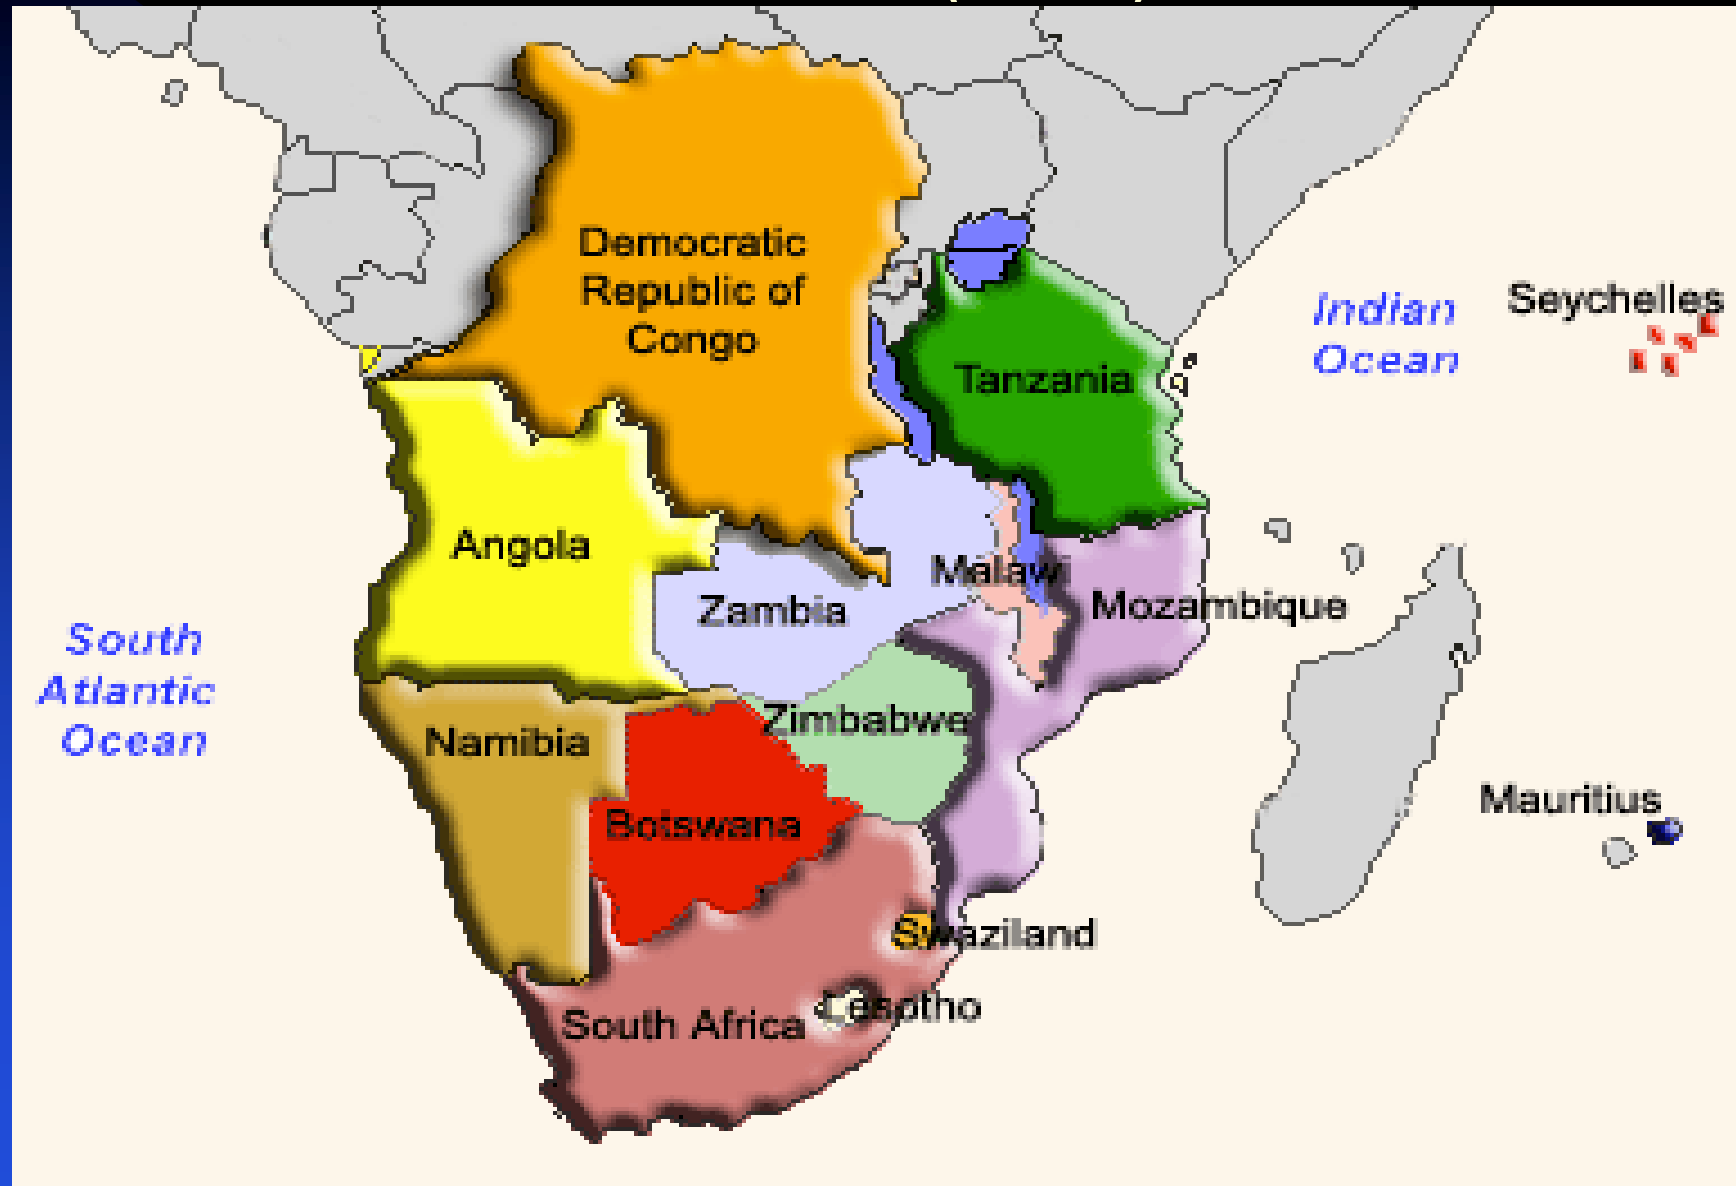 Democratic
Republic of
Congo
Indian
Ocean
Seychelles
Tanzania
Angola
Malawi
Zambia
Mozambique
South
Atlantic
Ocean
Namibia
Zimbabwe
Botswana
Mauritius
Swaziland
Lesotho
South Africa